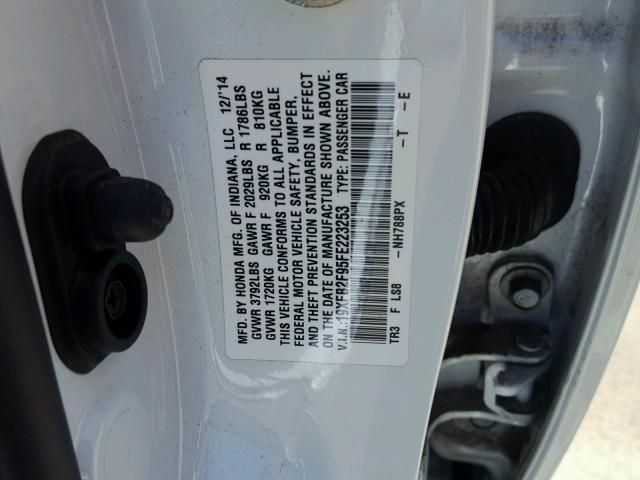 MFD. BY HONDA MFG. OF INDIANA. LLC 12/'14
GVWR 3792LBS GAWR F 2029LBS R 1786LBS
GVWR 1720KG GAWR F 920KG R 810KG
THIS VEHICLE CONFORMS TO ALL APPLICABLE
FEDERAL MOTOR VEHICLE SAFETY, BUMPER,
AND THEFT PREVENTION STANDARDS IN EFFECT
ON THE DATE OF MANUFACTURE SHOWN ABOVE.
V.I.N.:19XFB2F95FE223253 TYPE: PASSENGER CAR
TR3 F LS8 –NH788PX –T –E